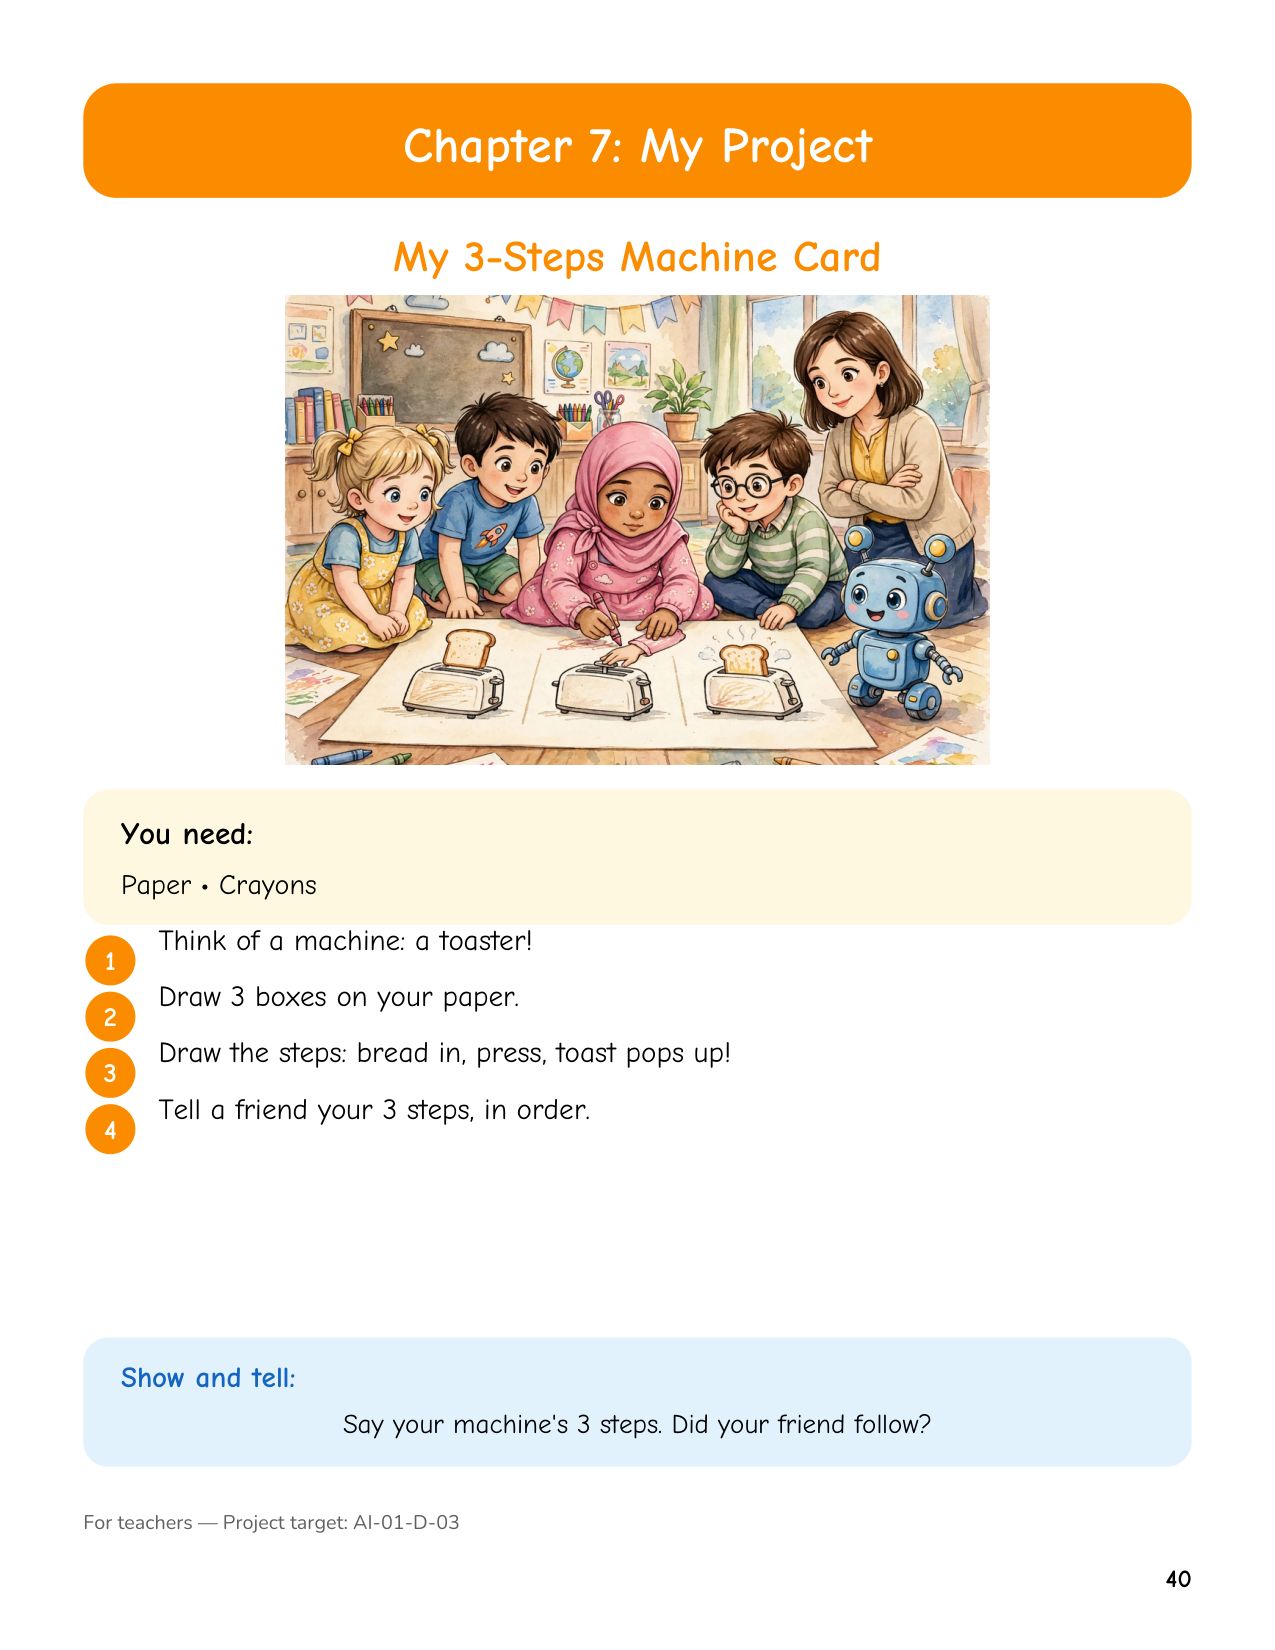 Chapter 7: My Project
My 3-Steps Machine Card
You need:
Paper • Crayons
1 Think of a machine: a toaster!
2 Draw 3 boxes on your paper.
3 Draw the steps: bread in, press, toast pops up!
4 Tell a friend your 3 steps, in order.
Show and tell:
Say your machine's 3 steps. Did your friend follow?
For teachers — Project target: AI-01-D-03
40